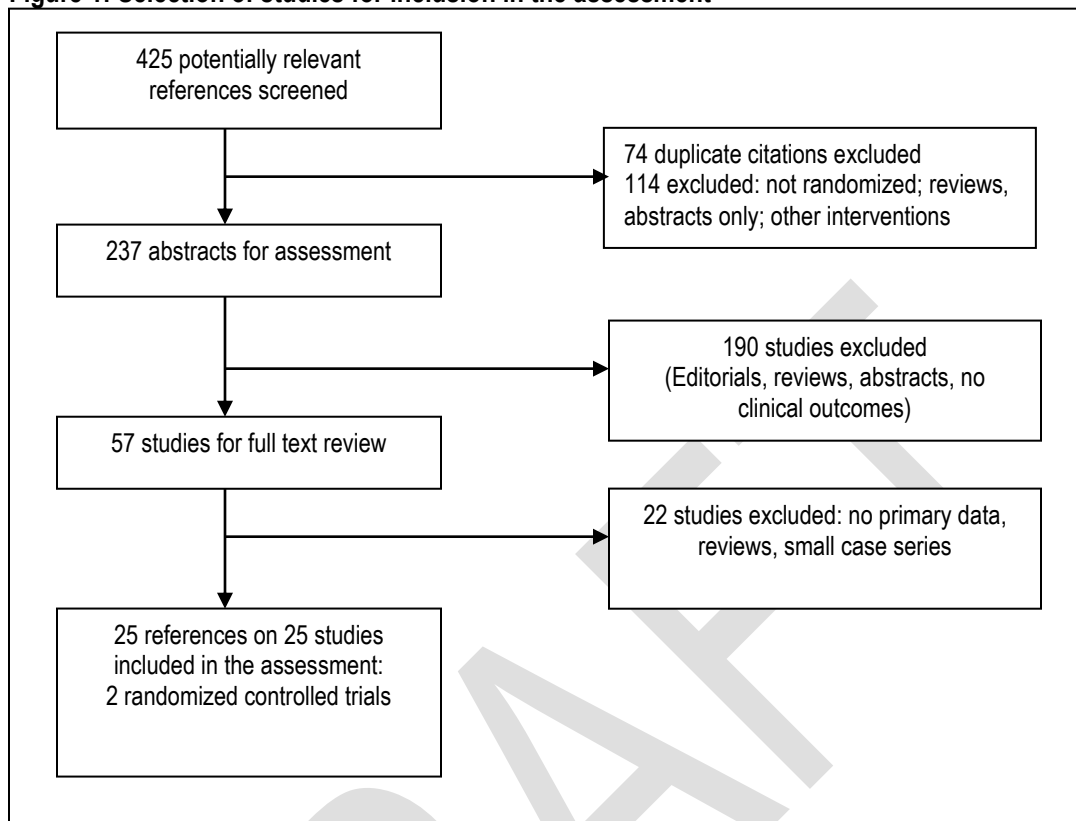 Figure 1. Selection of studies for inclusion in the assessment
425 potentially relevant
references screened
74 duplicate citations excluded
114 excluded: not randomized; reviews,
abstracts only; other interventions
237 abstracts for assessment
190 studies excluded
(Editorials, reviews, abstracts, no
clinical outcomes)
57 studies for full text review
22 studies excluded: no primary data,
reviews, small case series
25 references on 25 studies
included in the assessment:
2 randomized controlled trials
RAFT